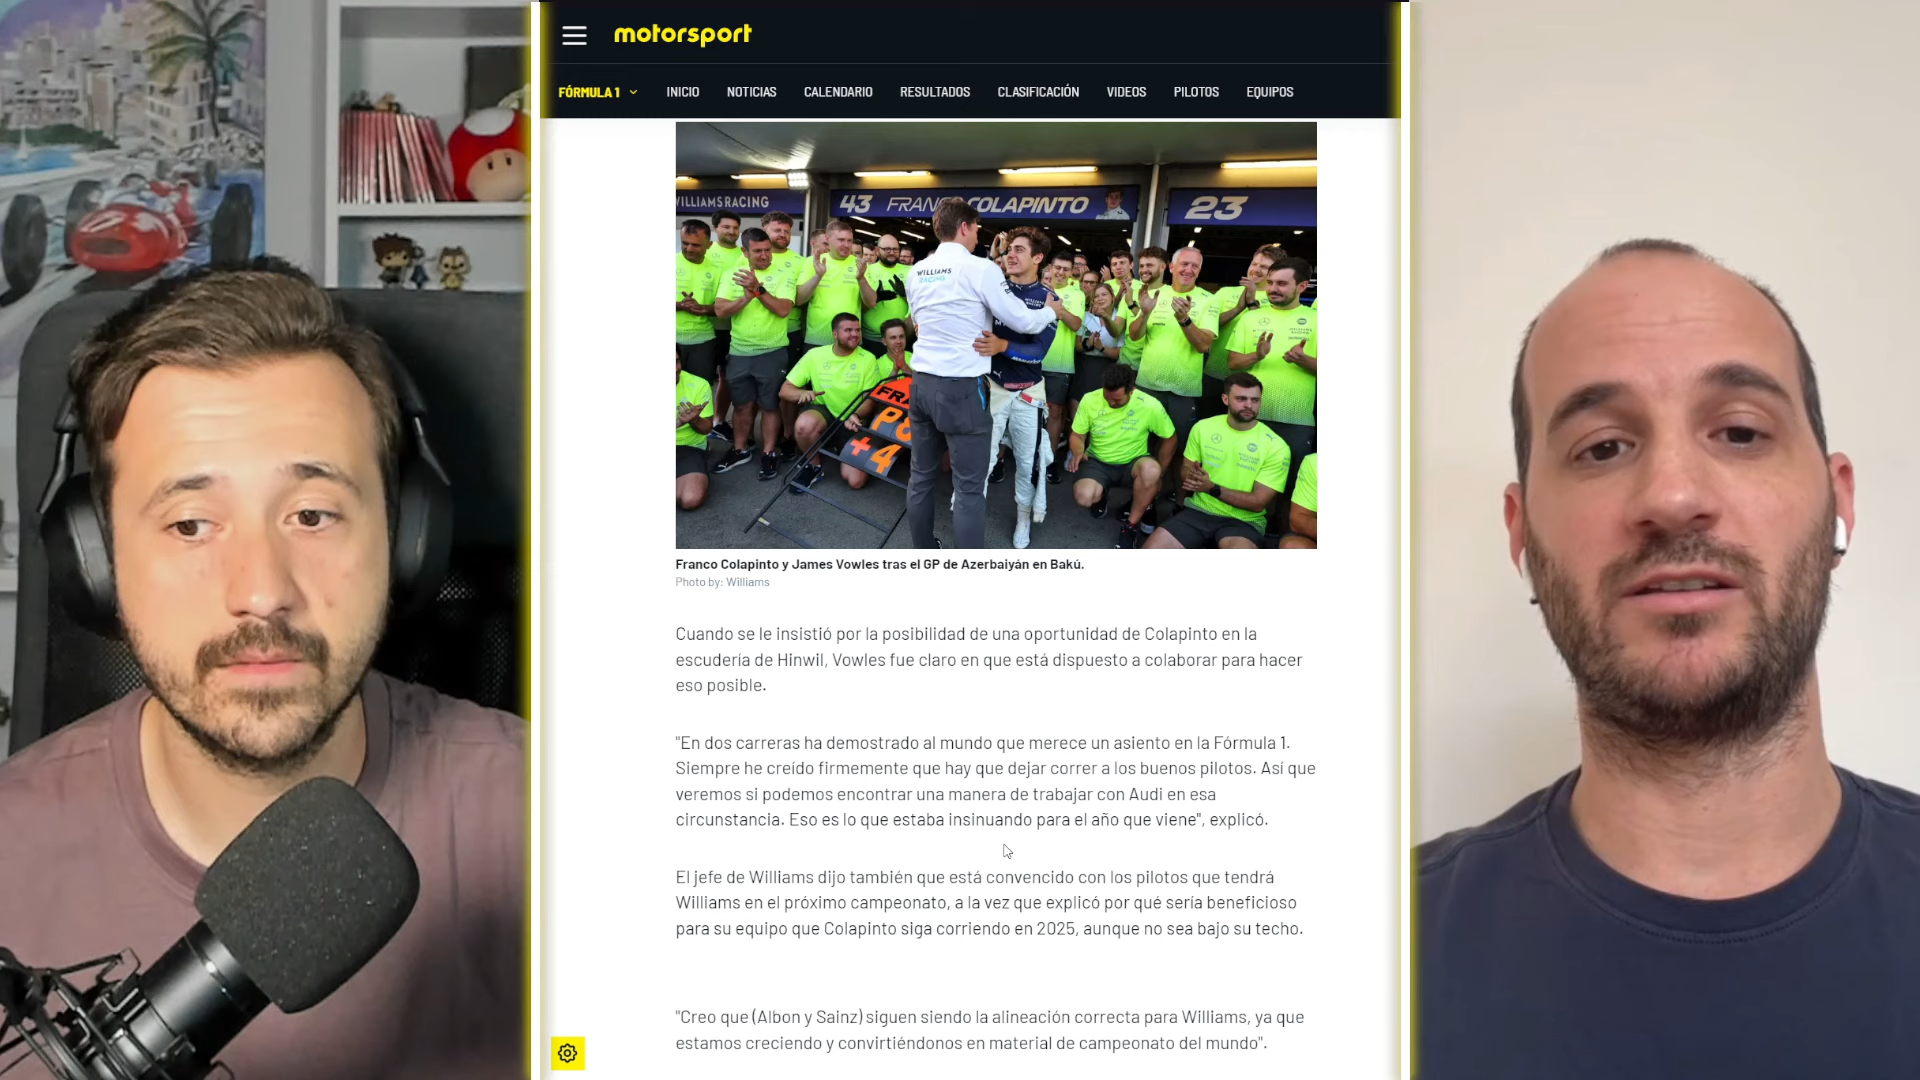 motorsport
FÓRMULA 1 INICIO NOTICIAS CALENDARIO RESULTADOS CLASIFICACIÓN VIDEOS PILOTOS EQUIPOS
WILLIAMS RACING 43 FRANCO COLAPINTO 23
WILLIAMS RACING
P8
+4
Franco Colapinto y James Vowles tras el GP de Azerbaiyán en Bakú.
Photo by: Williams
Cuando se le insistió por la posibilidad de una oportunidad de Colapinto en la
escudería de Hinwil, Vowles fue claro en que está dispuesto a colaborar para hacer
eso posible.
"En dos carreras ha demostrado al mundo que merece un asiento en la Fórmula 1.
Siempre he creído firmemente que hay que dejar correr a los buenos pilotos. Así que
veremos si podemos encontrar una manera de trabajar con Audi en esa
circunstancia. Eso es lo que estaba insinuando para el año que viene", explicó.
El jefe de Williams dijo también que está convencido con los pilotos que tendrá
Williams en el próximo campeonato, a la vez que explicó por qué sería beneficioso
para su equipo que Colapinto siga corriendo en 2025, aunque no sea bajo su techo.
"Creo que (Albon y Sainz) siguen siendo la alineación correcta para Williams, ya que
estamos creciendo y convirtiéndonos en material de campeonato del mundo".